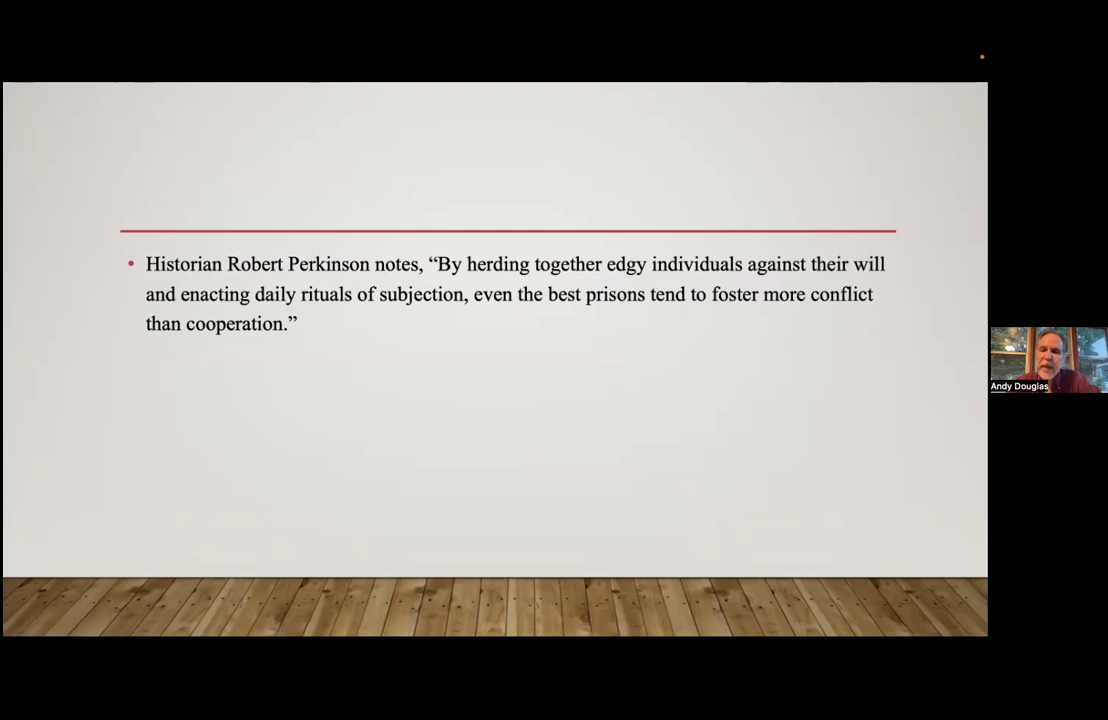 • Historian Robert Perkinson notes, “By herding together edgy individuals against their will
and enacting daily rituals of subjection, even the best prisons tend to foster more conflict
than cooperation.”
Andy Douglas